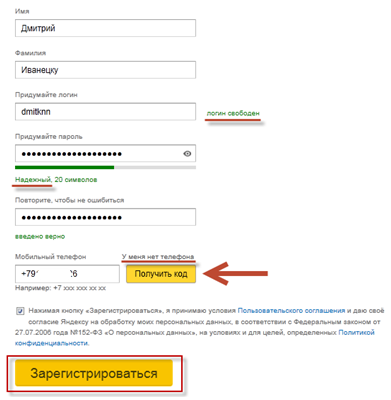 Имя
Дмитрий
Фамилия
Иванецку
Придумайте логин
dmitknn
логин свободен
Придумайте пароль
Надежный, 20 символов
Повторите, чтобы не ошибиться
введено верно
Мобильный телефон У меня нет телефона
+79 6 Получить код
Например: +7 xxx xxx xx xx
Нажимая кнопку «Зарегистрироваться», я принимаю условия Пользовательского соглашения и даю своё
согласие Яндексу на обработку моих персональных данных, в соответствии с Федеральным законом от
27.07.2006 года №152-ФЗ «О персональных данных», на условиях и для целей, определенных Политикой
конфиденциальности.
Зарегистрироваться